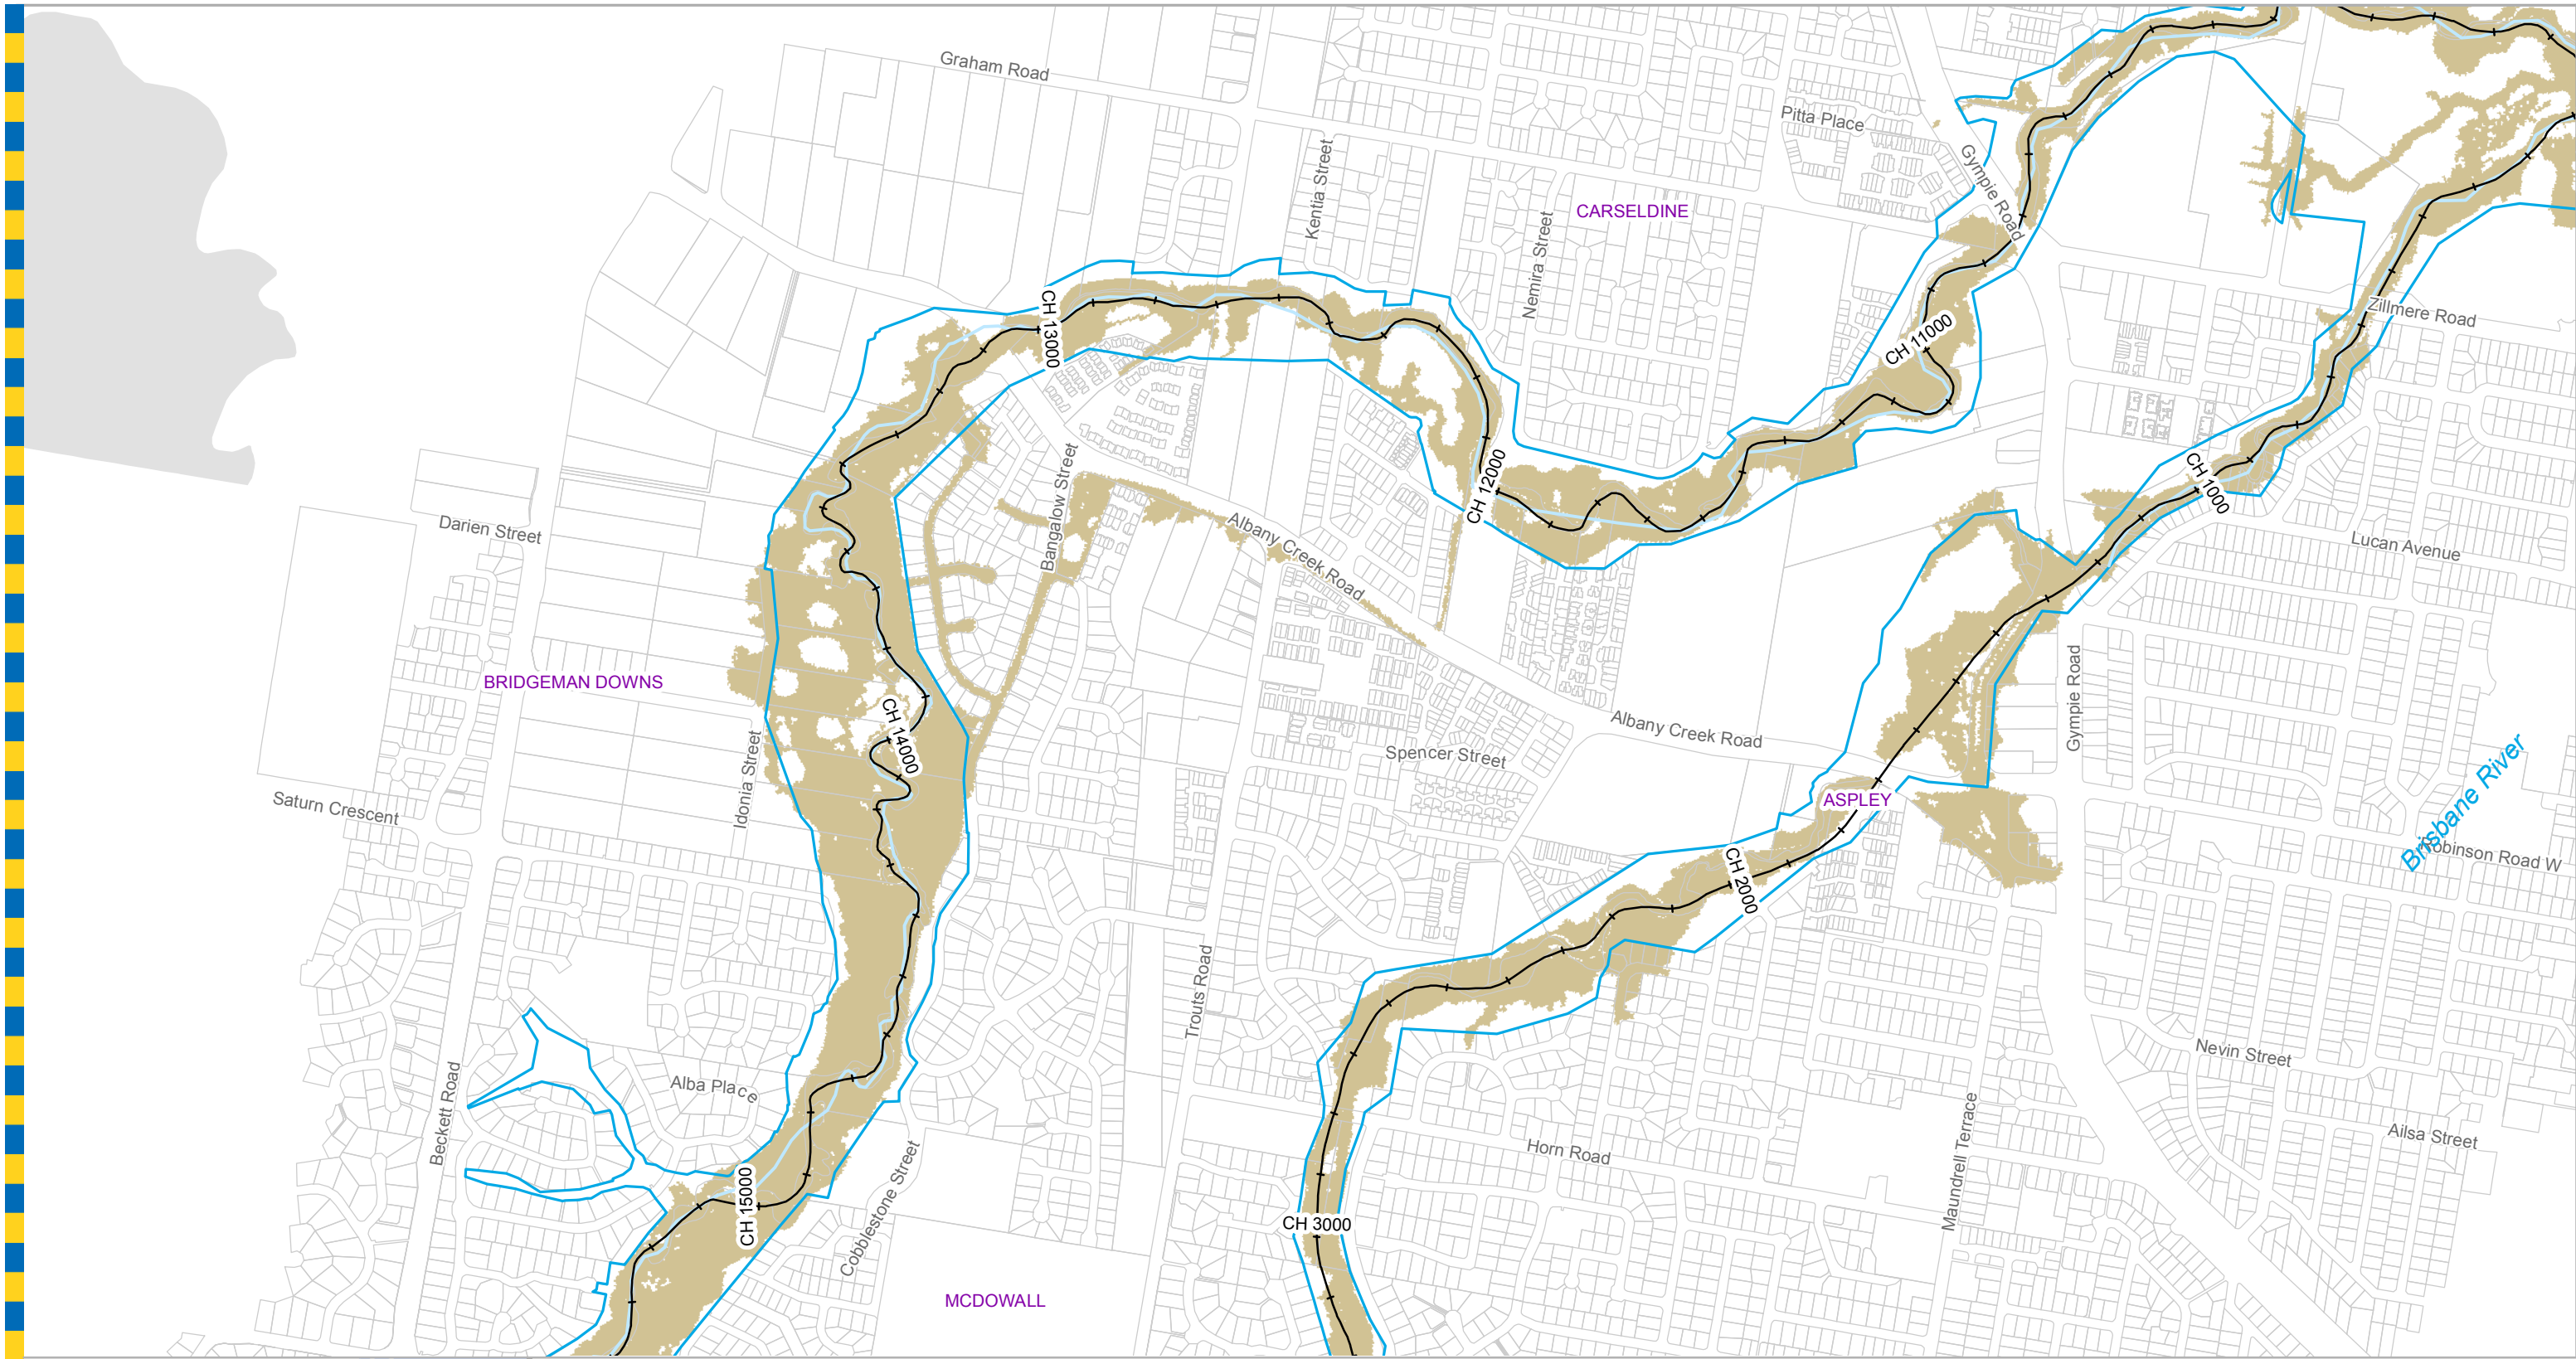 Graham Road
Pitta Place
Kentia Street
Gympie Road
CARSELDINE
Nemira Street
CH 13000
Zillmere Road
CH 11000
CH 12000
CH 1000
Bangalow Street
Darien Street
Albany Creek Road
Lucan Avenue
BRIDGEMAN DOWNS
Gympie Road
CH 14000
Albany Creek Road
Spencer Street
Idonia Street
Brisbane River
Saturn Crescent
ASPLEY
obinson Road W
CH 2000
Trouts Road
Nevin Street
Alba Place
Beckett Road
Ailsa Street
Horn Road
Maundrell Terrace
CH 15000
Cobblestone Street
CH 3000
MCDOWALL